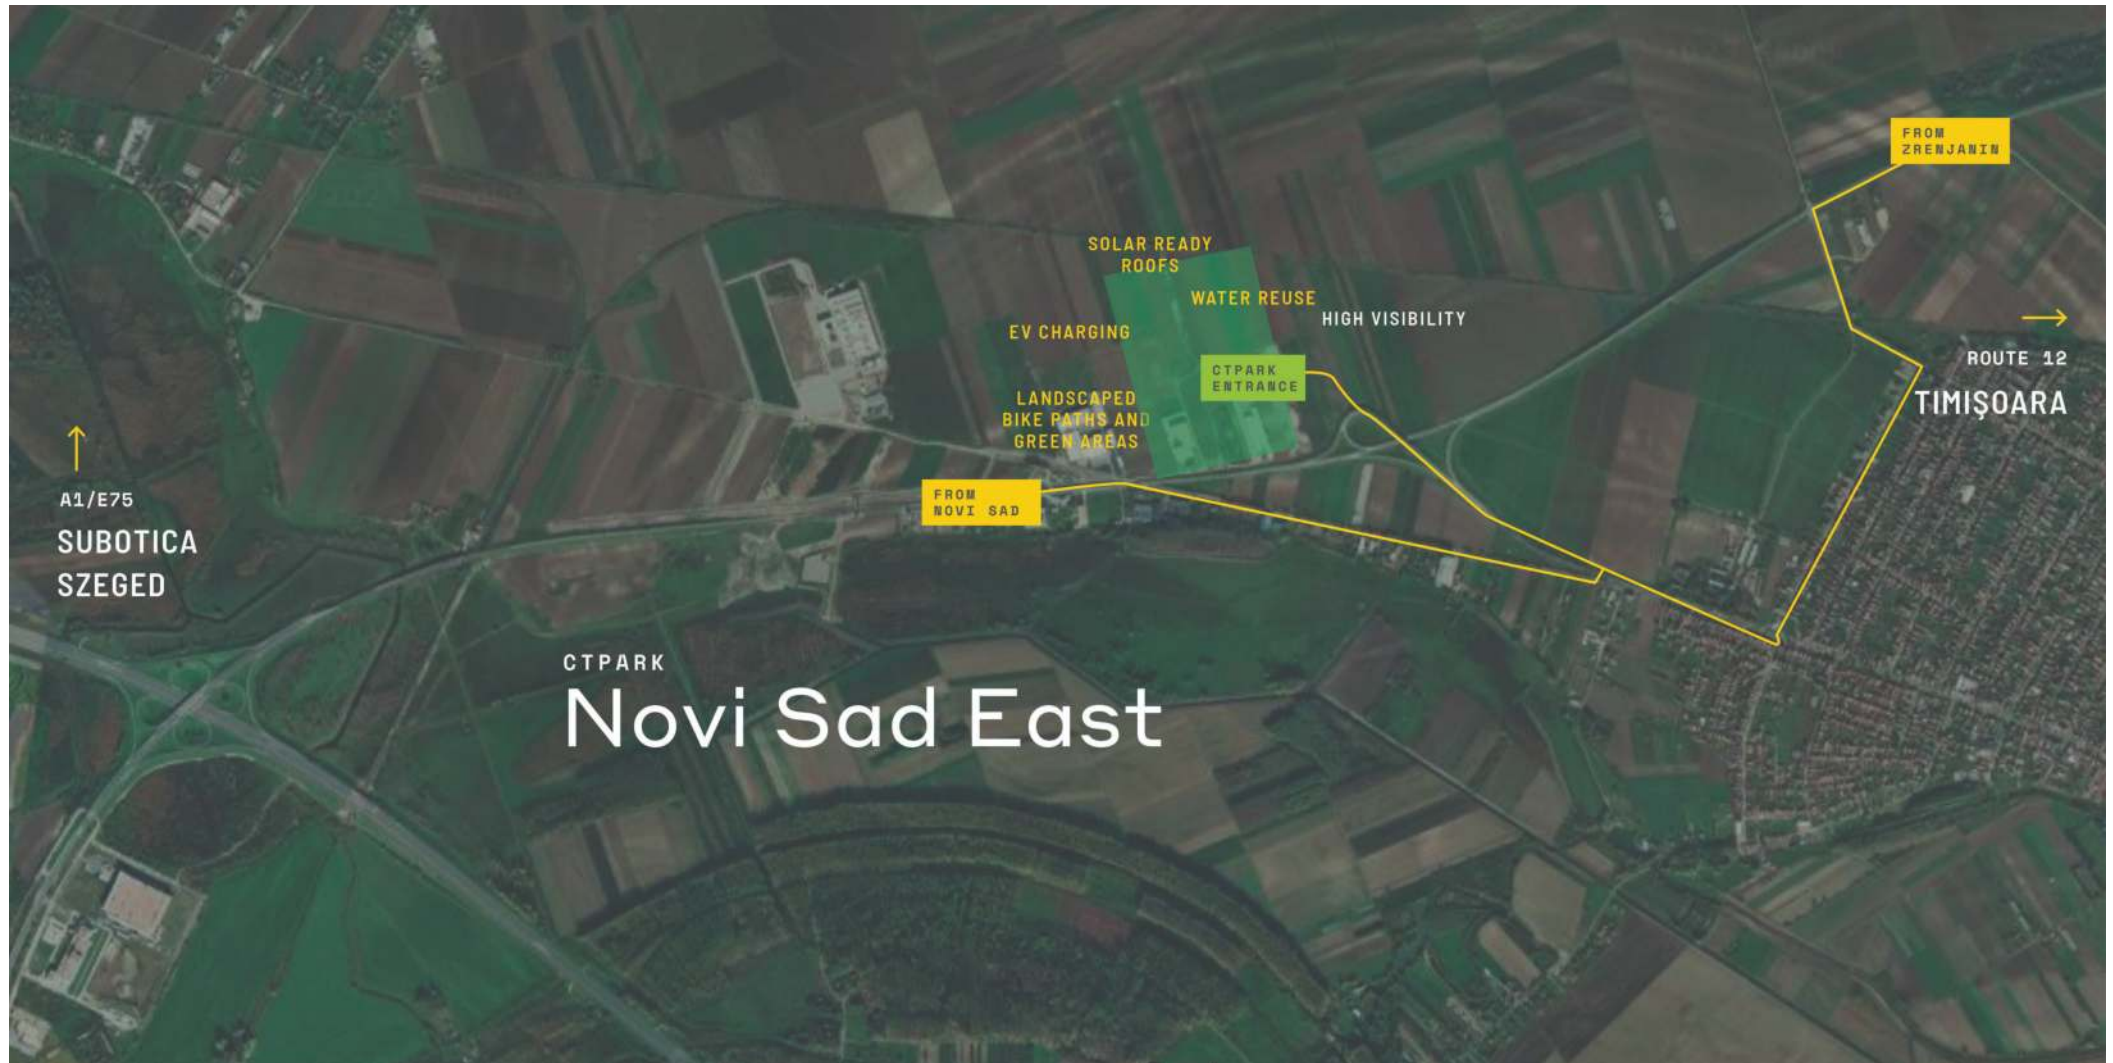 FROM
ZRENJANIN
SOLAR READY
ROOFS
WATER REUSE
HIGH VISIBILITY
EV CHARGING
CTPARK
ENTRANCE
LANDSCAPED
BIKE PATHS AND
GREEN AREAS
ROUTE 12
TIMIŞOARA
A1/E75
SUBOTICA
SZEGED
FROM
NOVI SAD
CTPARK
Novi Sad East